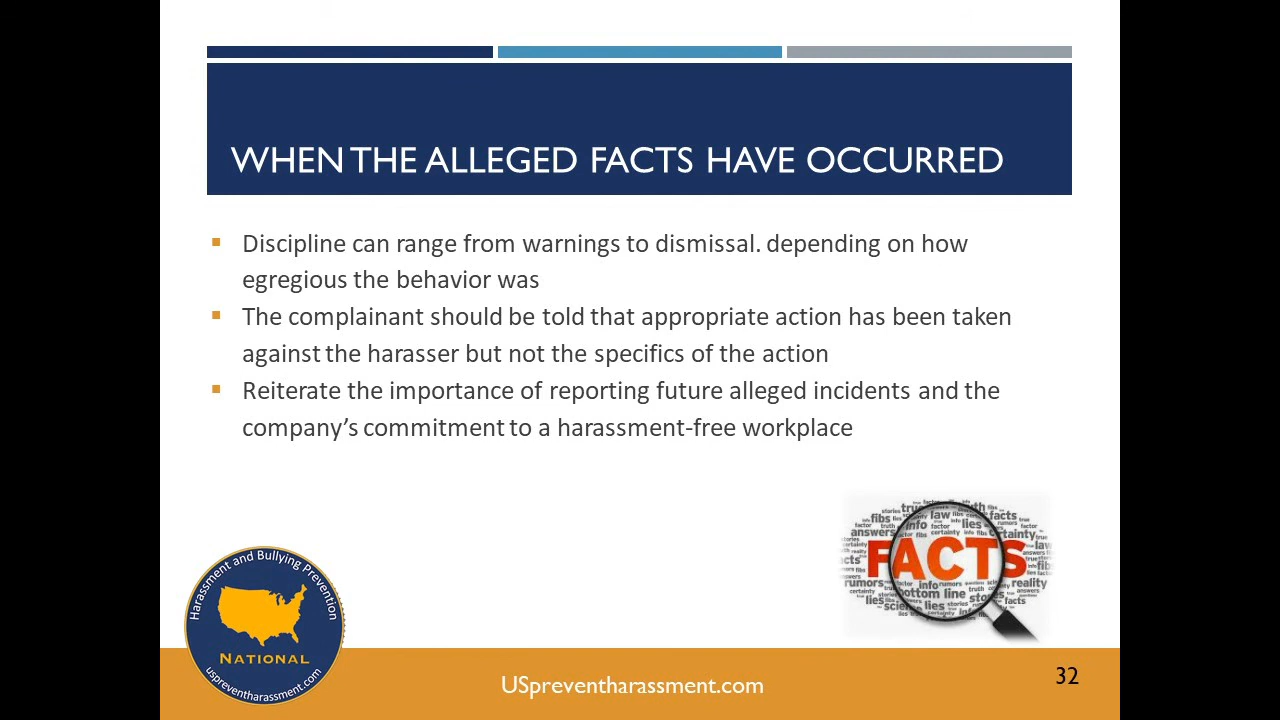 WHEN THE ALLEGED FACTS HAVE OCCURRED
Discipline can range from warnings to dismissal. depending on how
egregious the behavior was
The complainant should be told that appropriate action has been taken
against the harasser but not the specifics of the action
Reiterate the importance of reporting future alleged incidents and the
company’s commitment to a harassment-free workplace
FACTS
Harassment and Bullying Prevention
NATIONAL
uspreventharassment.com
USpreventharassment.com
32